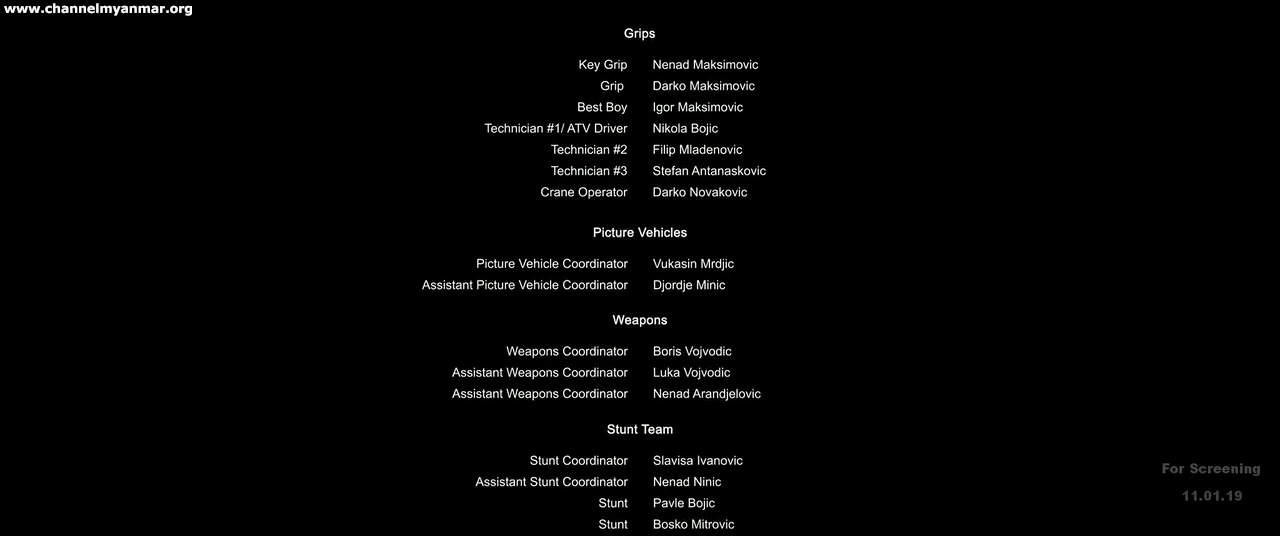 www.channelmyanmar.org
Grips
Key Grip Nenad Maksimovic
Grip Darko Maksimovic
Best Boy Igor Maksimovic
Technician #1/ ATV Driver Nikola Bojic
Technician #2 Filip Mladenovic
Technician #3 Stefan Antanaskovic
Crane Operator Darko Novakovic
Picture Vehicles
Picture Vehicle Coordinator Vukasin Mrdjic
Assistant Picture Vehicle Coordinator Djordje Minic
Weapons
Weapons Coordinator Boris Vojvodic
Assistant Weapons Coordinator Luka Vojvodic
Assistant Weapons Coordinator Nenad Arandjelovic
Stunt Team
Stunt Coordinator Slavisa Ivanovic
Assistant Stunt Coordinator Nenad Ninic
Stunt Pavle Bojic
Stunt Bosko Mitrovic
For Screening
11.01.19